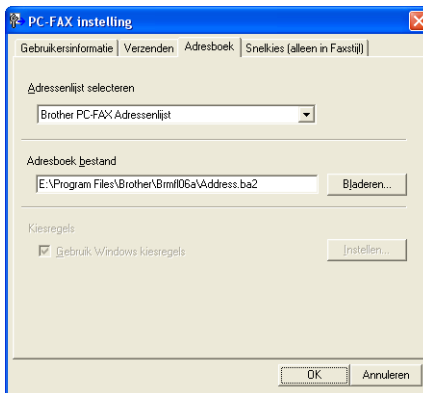 PC-FAX instelling
Gebruikersinformatie Verzenden Adresboek Snelkies (alleen in Faxstijl)
Adressenlijst selecteren
Brother PC-FAX Adressenlijst
Adresboek bestand
E:\Program Files\Brother\Brmfl06a\Address.ba2 Bladeren...
Kiesregels
Gebruik Windows kiesregels Instellen...
OK Annuleren